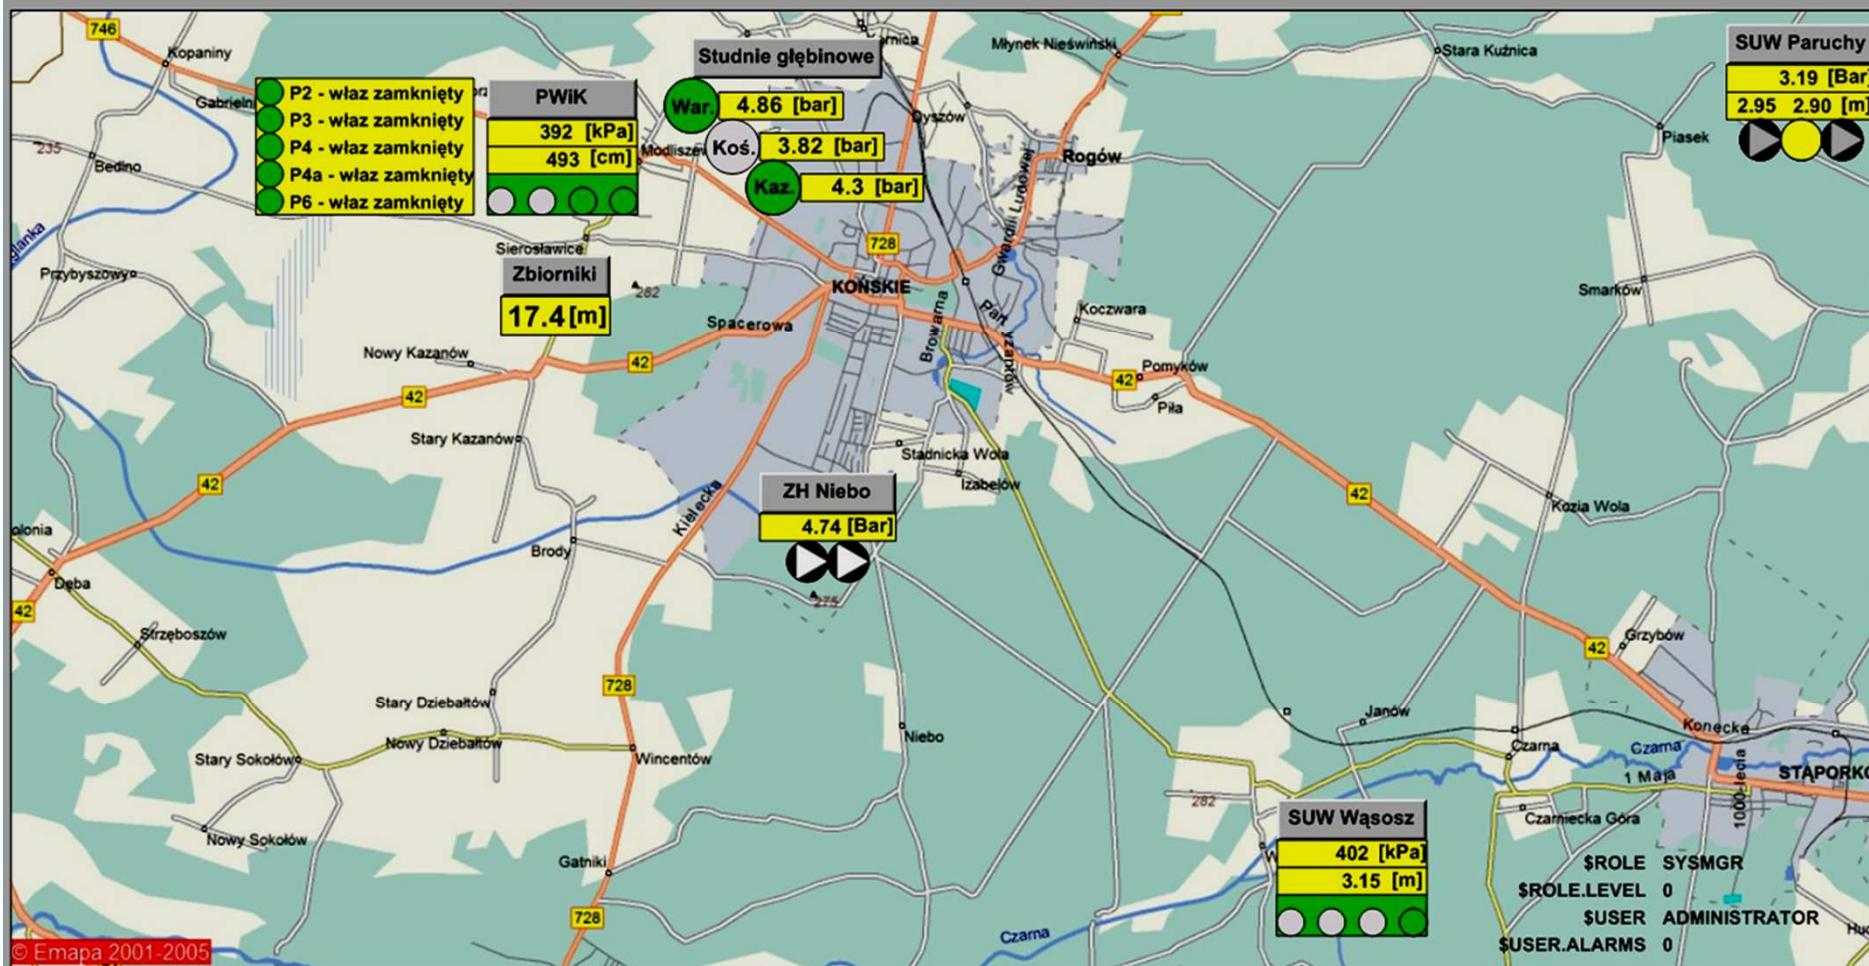 746
Kopaniny
Studnie głębinowe
Młynek Nieświński
Stara Kuźnica
SUW Paruchy
3.19 [Bar]
2.95 2.90 [m]
P2 - właz zamknięty
P3 - właz zamknięty
P4 - właz zamknięty
P4a - właz zamknięty
P6 - właz zamknięty
PWiK
392 [kPa]
493 [cm]
War. 4.86 [bar]
Koś. 3.82 [bar]
Kaz. 4.3 [bar]
Dyszów
Rogów
Piasek
235
Bedino
Sierosławice
728
Gwardii Ludowej
Przybyszowy
Zbiorniki
17.4 [m]
282
KOŃSKIE
Smarków
Spacerowa
Browarna
Partyzantów
Koczwara
Nowy Kazanów
42
42
42
Pomyków
Piła
Stary Kazanów
Stadnicka Wola
Izabelów
42
42
Kozia Wola
Kielecka
ZH Niebo
4.74 [Bar]
Brody
Dęba
275
42
Strzęboszów
Grzybów
42
728
Stary Dziebałtów
Nowy Dziebałtów
Niebo
Janów
Konecka
Stary Sokołów
Wincentów
Czarna
Czarna
1 Maja
1000-lecia
282
SUW Wąsosz
402 [kPa]
3.15 [m]
Czarniecka Góra
Nowy Sokołów
Gatniki
$ROLE SYSMGR
$ROLE.LEVEL 0
$USER ADMINISTRATOR
$USER.ALARMS 0
728
Czarna
© Emapa 2001-2005